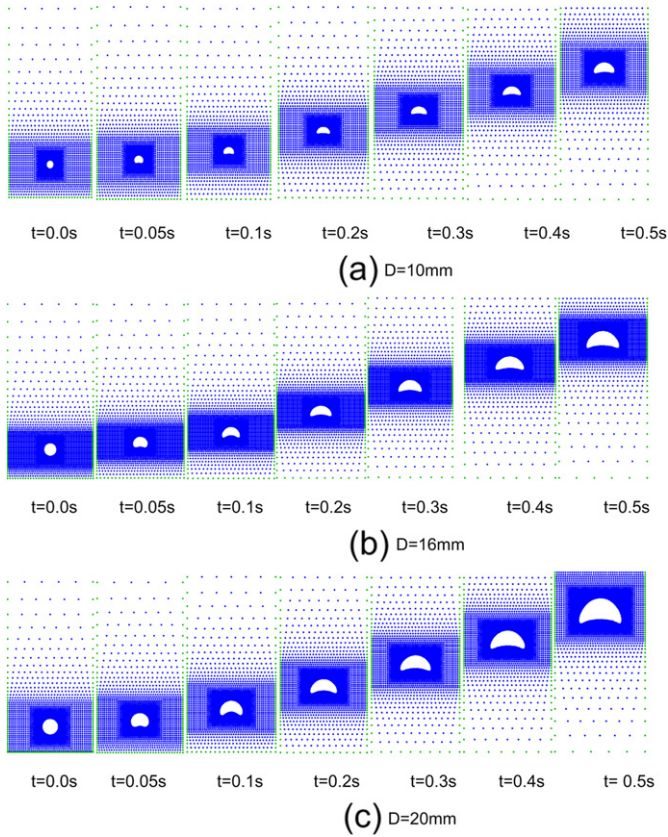 t=0.0s t=0.05s t=0.1s t=0.2s t=0.3s t=0.4s t=0.5s
(a) D=10mm
t=0.0s t=0.05s t=0.1s t=0.2s t=0.3s t=0.4s t=0.5s
(b) D=16mm
t=0.0s t=0.05s t=0.1s t=0.2s t=0.3s t=0.4s t= 0.5s
(c) D=20mm